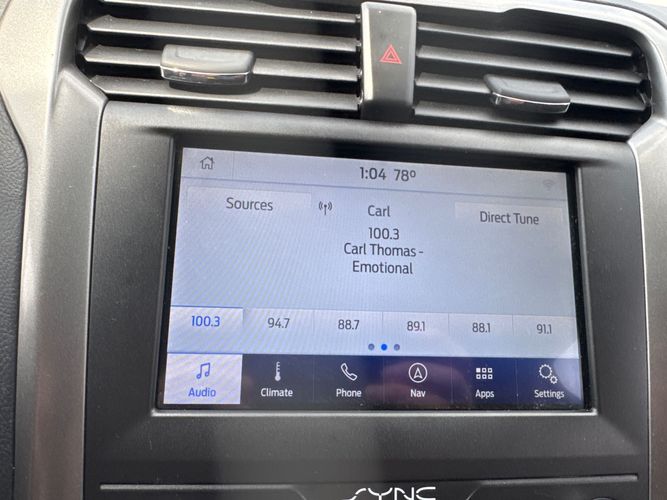 1:04 78°
Sources
Carl
Direct Tune
100.3
Carl Thomas -
Emotional
100.3 94.7 88.7 89.1 88.1 91.1
Audio Climate Phone Nav Apps Settings
SYNC